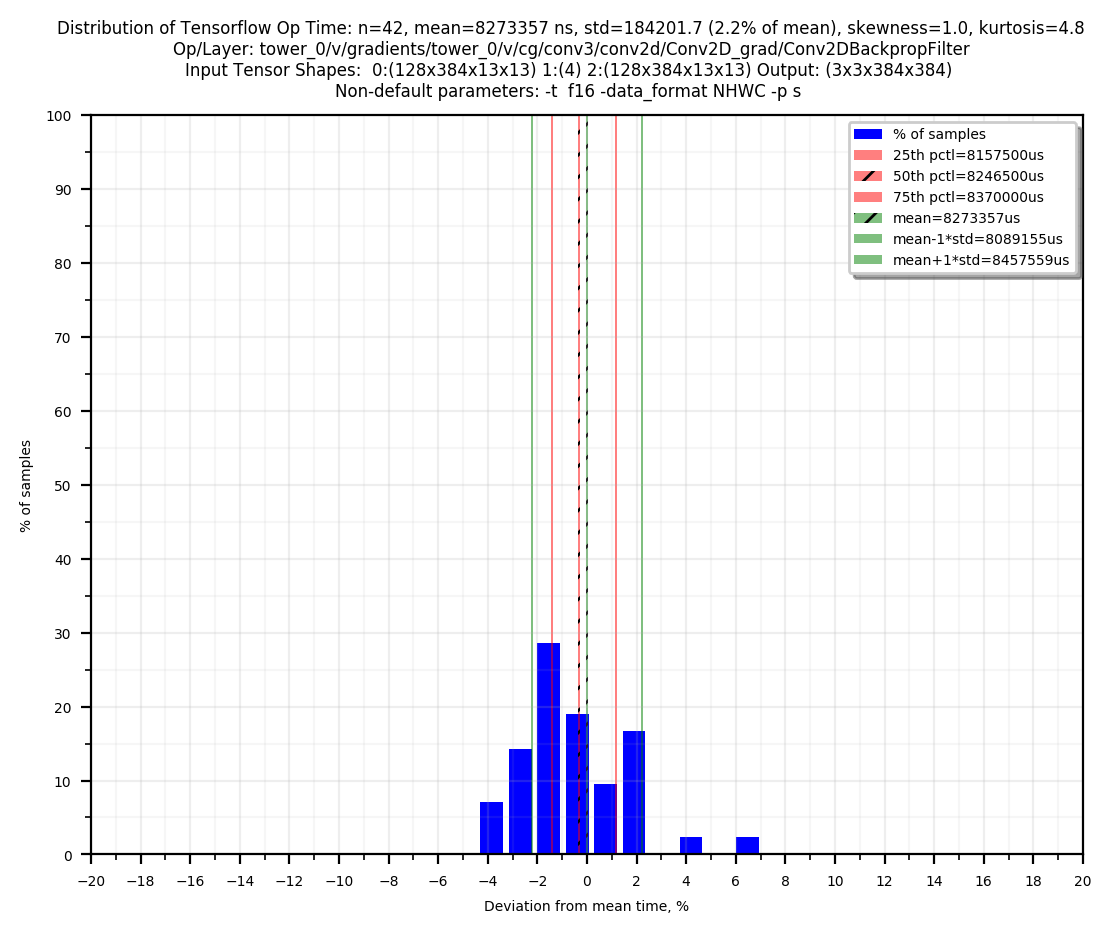 Distribution of Tensorflow Op Time: n=42, mean=8273357 ns, std=184201.7 (2.2% of mean), skewness=1.0, kurtosis=4.8
Op/Layer: tower_0/v/gradients/tower_0/v/cg/conv3/conv2d/Conv2D_grad/Conv2DBackpropFilter
Input Tensor Shapes:  0:(128x384x13x13) 1:(4) 2:(128x384x13x13) Output: (3x3x384x384)
Non-default parameters: -t  f16 -data_format NHWC -p s
% of samples
25th pctl=8157500us
50th pctl=8246500us
75th pctl=8370000us
mean=8273357us
mean-1*std=8089155us
mean+1*std=8457559us
100
90
80
70
60
50
40
30
20
10
0
% of samples
−20 −18 −16 −14 −12 −10 −8 −6 −4 −2 0 2 4 6 8 10 12 14 16 18 20
Deviation from mean time, %